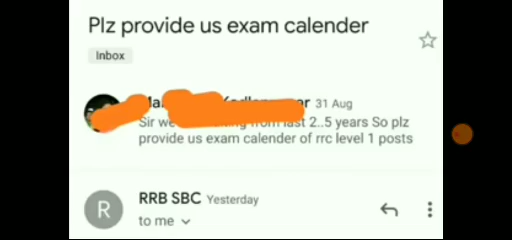 Plz provide us exam calender
Inbox
31 Aug
Sir we from last 2..5 years So plz
provide us exam calender of rrc level 1 posts
R
RRB SBC Yesterday
to me